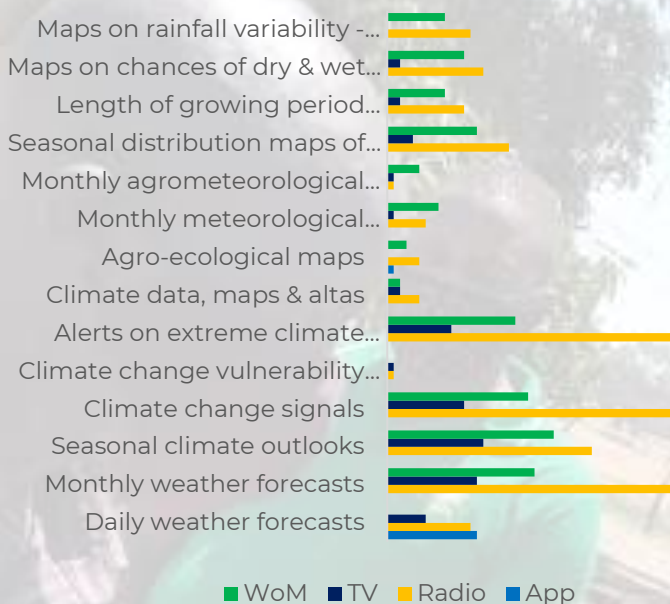 Maps on rainfall variability -...
Maps on chances of dry & wet...
Length of growing period...
Seasonal distribution maps of...
Monthly agrometeorological...
Monthly meteorological...
Agro-ecological maps
Climate data, maps & altas
Alerts on extreme climate...
Climate change vulnerability...
Climate change signals
Seasonal climate outlooks
Monthly weather forecasts
Daily weather forecasts
WoM TV Radio App